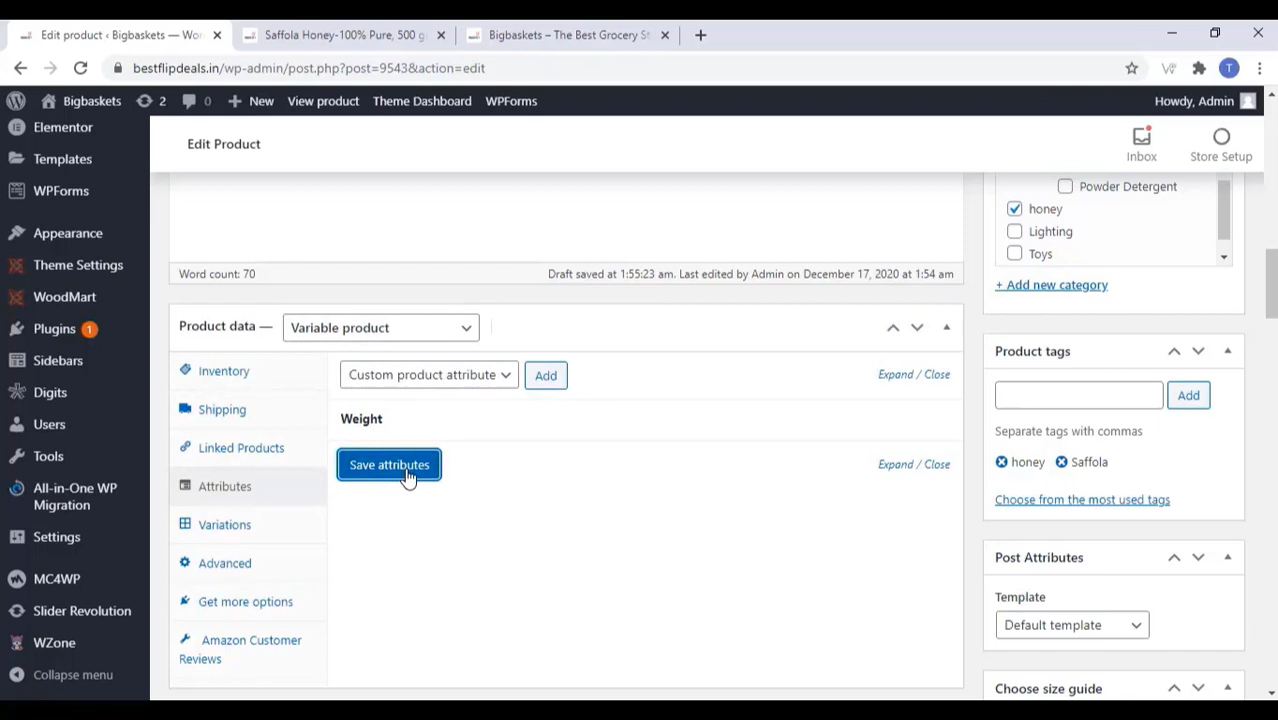 Edit product ‹ Bigbaskets — Wor
Saffola Honey-100% Pure, 500 g
Bigbaskets – The Best Grocery St
bestflipdeals.in/wp-admin/post.php?post=9543&action=edit
T
Bigbaskets 2 0 New View product Theme Dashboard WPForms Howdy, Admin
Elementor
Templates
WPForms
Appearance
Theme Settings
WoodMart
Plugins 1
Sidebars
Digits
Users
Tools
All-in-One WP
Migration
Settings
MC4WP
Slider Revolution
WZone
Collapse menu
Edit Product
Inbox
Store Setup
Word count: 70
Draft saved at 1:55:23 am. Last edited by Admin on December 17, 2020 at 1:54 am
Product data —
Variable product
Inventory
Shipping
Linked Products
Attributes
Variations
Advanced
Get more options
Amazon Customer
Reviews
Custom product attribute
Add
Expand / Close
Weight
Save attributes
Expand / Close
Powder Detergent
honey
Lighting
Toys
+ Add new category
Product tags
Add
Separate tags with commas
honey
Saffola
Choose from the most used tags
Post Attributes
Template
Default template
Choose size guide